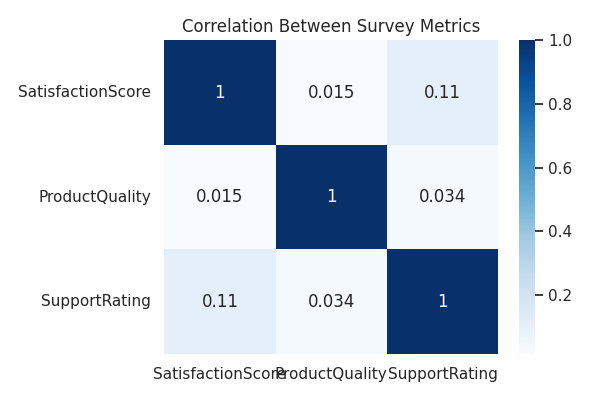 Correlation Between Survey Metrics
SatisfactionScore 1 0.015 0.11
ProductQuality 0.015 1 0.034
SupportRating 0.11 0.034 1
SatisfactionScore ProductQuality SupportRating
1.0
0.8
0.6
0.4
0.2